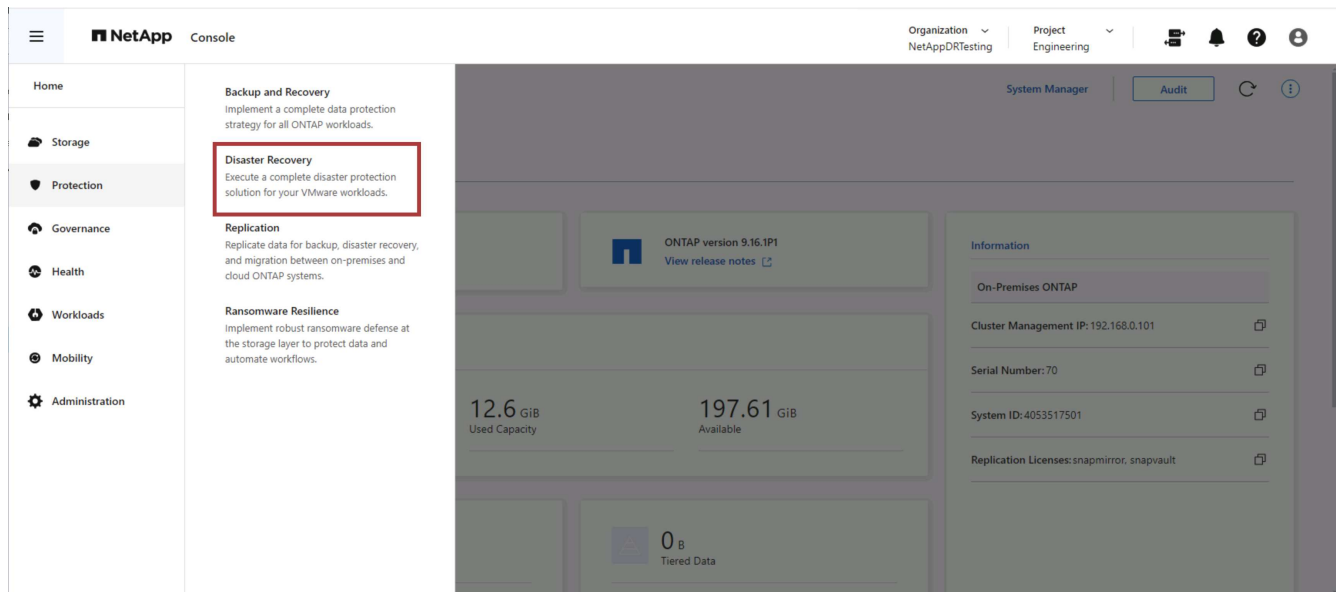 NetApp Console
Organization
NetAppDRTesting
Project
Engineering
Home
Storage
Protection
Governance
Health
Workloads
Mobility
Administration
Backup and Recovery
Implement a complete data protection
strategy for all ONTAP workloads.
Disaster Recovery
Execute a complete disaster protection
solution for your VMware workloads.
Replication
Replicate data for backup, disaster recovery,
and migration between on-premises and
cloud ONTAP systems.
Ransomware Resilience
Implement robust ransomware defense at
the storage layer to protect data and
automate workflows.
System Manager
Audit
ONTAP version 9.16.1P1
View release notes
12.6 GiB
Used Capacity
197.61 GiB
Available
0 B
Tiered Data
Information
On-Premises ONTAP
Cluster Management IP: 192.168.0.101
Serial Number: 70
System ID: 4053517501
Replication Licenses: snapmirror, snapvault